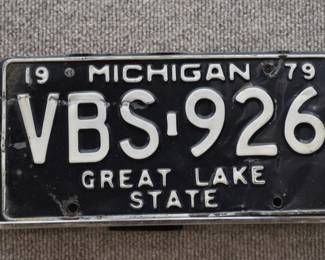 19 MICHIGAN 79
VBS-926
GREAT LAKE
STATE